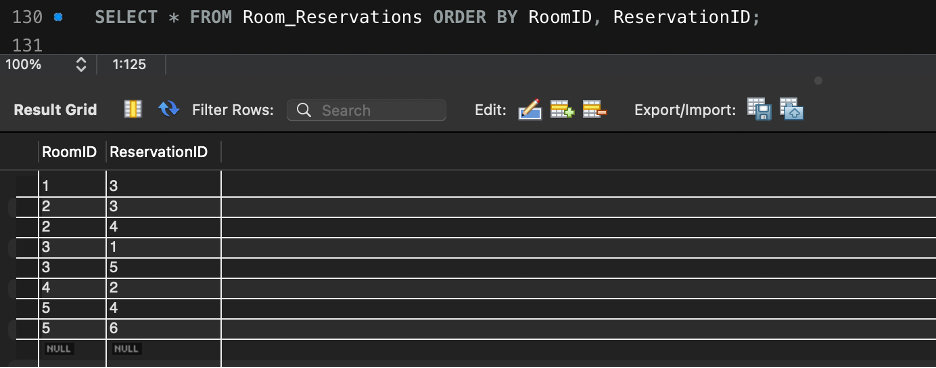 130 SELECT * FROM Room_Reservations ORDER BY RoomID, ReservationID;
131
100% 1:125
Result Grid Filter Rows: Search Edit: Export/Import:
RoomID ReservationID
1 3
2 3
2 4
3 1
3 5
4 2
5 4
5 6
NULL NULL